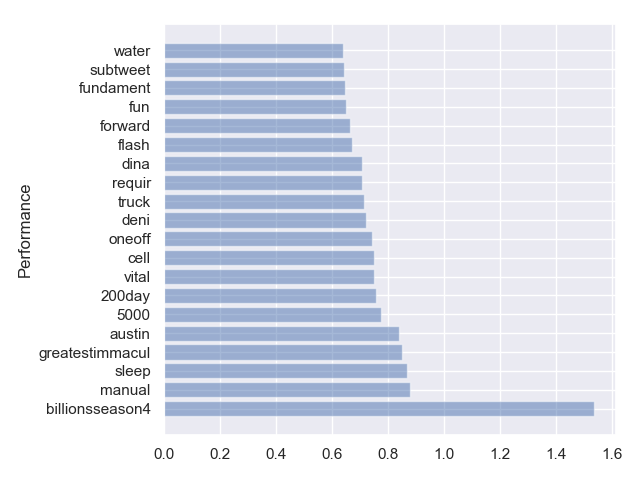 water
subtweet
fundament
fun
forward
flash
dina
requir
truck
deni
oneoff
cell
vital
200day
5000
austin
greatestimmacul
sleep
manual
billionsseason4
Performance
0.0 0.2 0.4 0.6 0.8 1.0 1.2 1.4 1.6